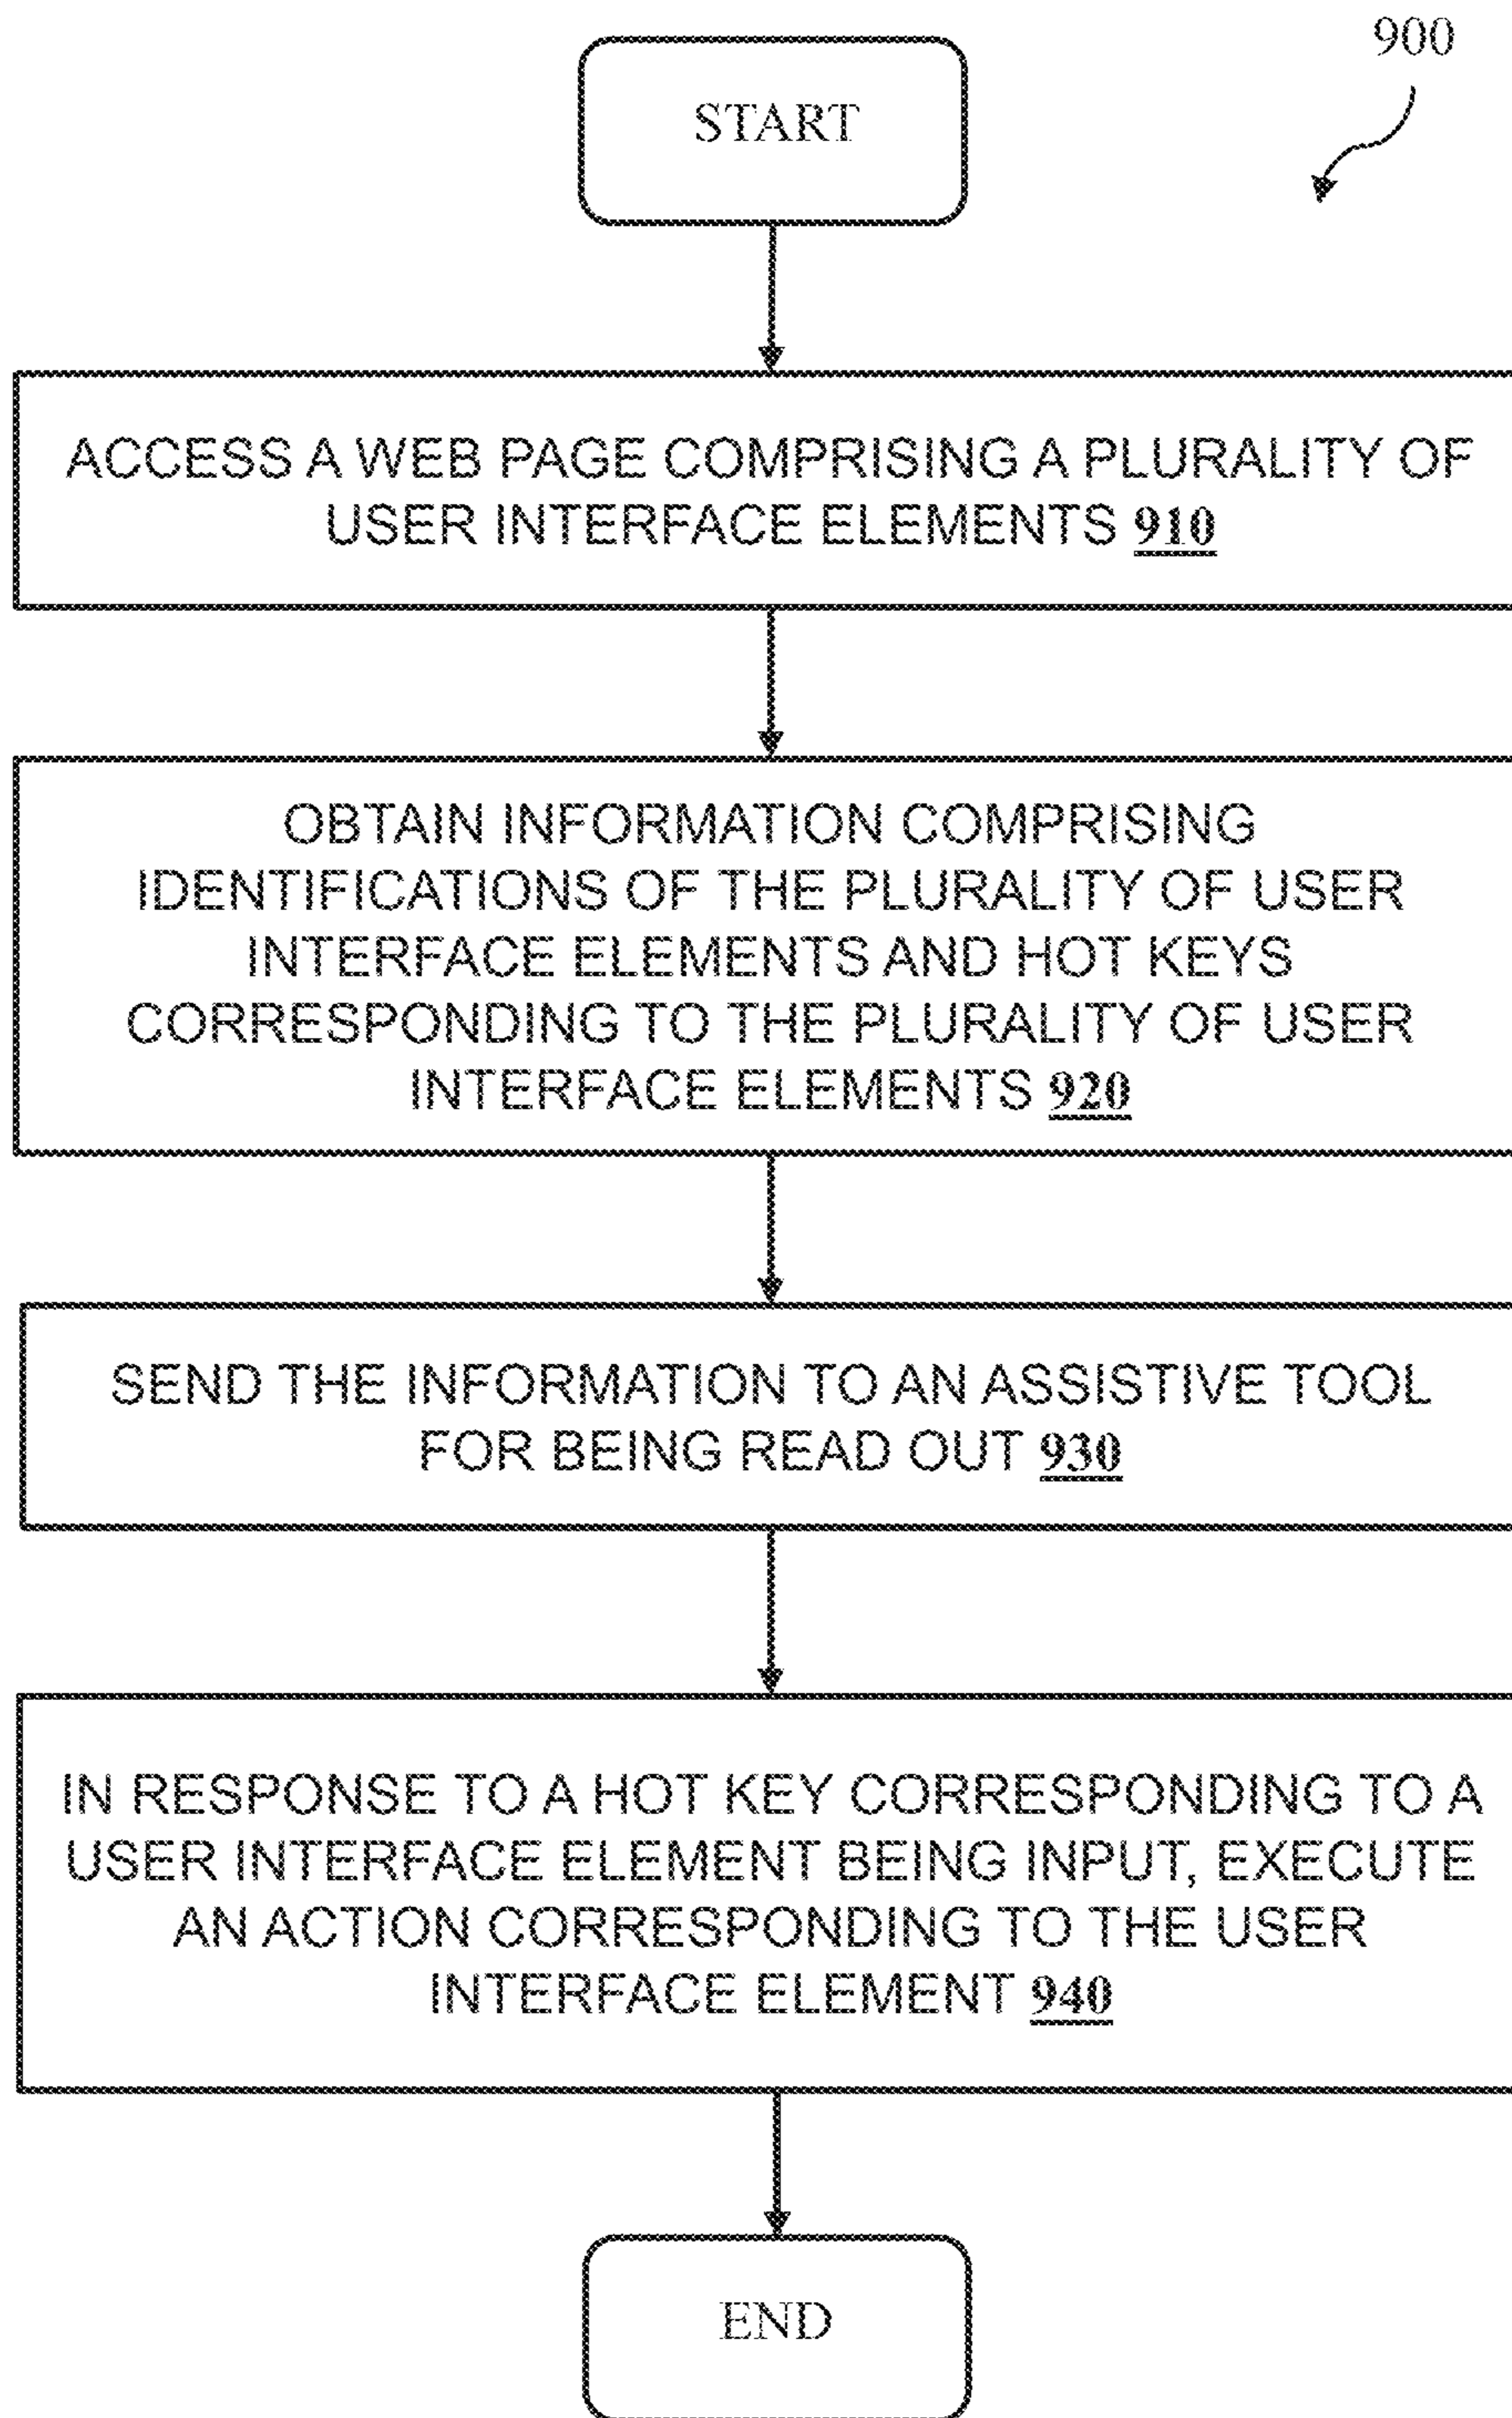 900
START
ACCESS A WEB PAGE COMPRISING A PLURALITY OF
USER INTERFACE ELEMENTS 910
OBTAIN INFORMATION COMPRISING
IDENTIFICATIONS OF THE PLURALITY OF USER
INTERFACE ELEMENTS AND HOT KEYS
CORRESPONDING TO THE PLURALITY OF USER
INTERFACE ELEMENTS 920
SEND THE INFORMATION TO AN ASSISTIVE TOOL
FOR BEING READ OUT 930
IN RESPONSE TO A HOT KEY CORRESPONDING TO A
USER INTERFACE ELEMENT BEING INPUT, EXECUTE
AN ACTION CORRESPONDING TO THE USER
INTERFACE ELEMENT 940
END